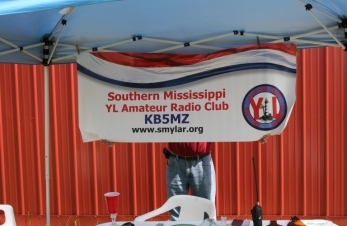 Southern Mississippi
YL Amateur Radio Club
KB5MZ
www.smylar.org
YL